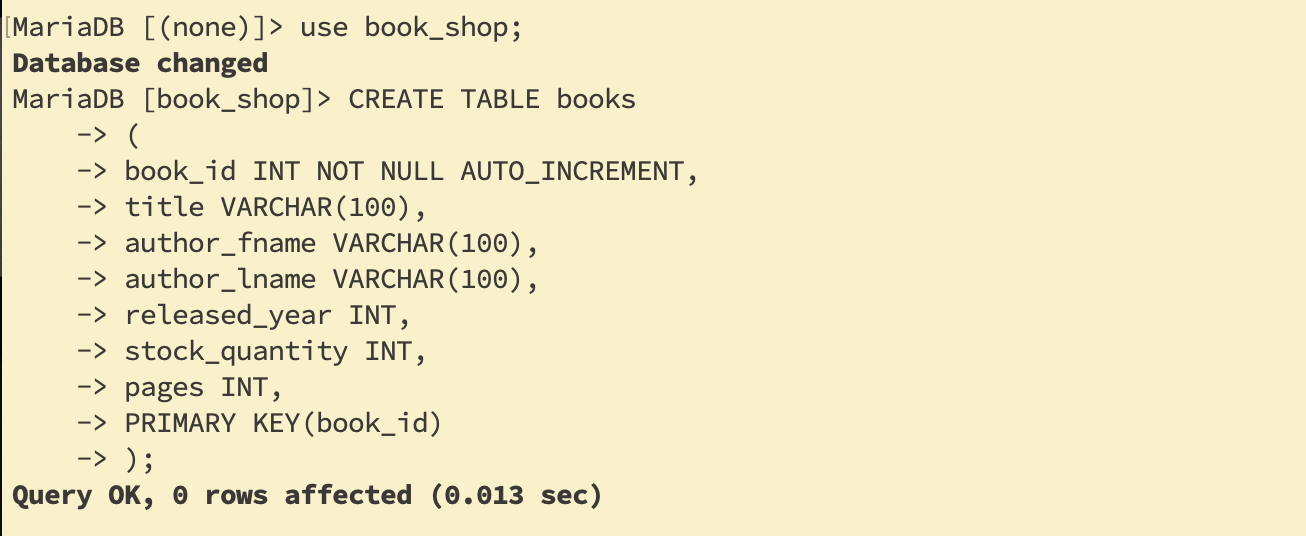 MariaDB [(none)]> use book_shop;
Database changed
MariaDB [book_shop]> CREATE TABLE books
    -> (
    -> book_id INT NOT NULL AUTO_INCREMENT,
    -> title VARCHAR(100),
    -> author_fname VARCHAR(100),
    -> author_lname VARCHAR(100),
    -> released_year INT,
    -> stock_quantity INT,
    -> pages INT,
    -> PRIMARY KEY(book_id)
    -> );
Query OK, 0 rows affected (0.013 sec)